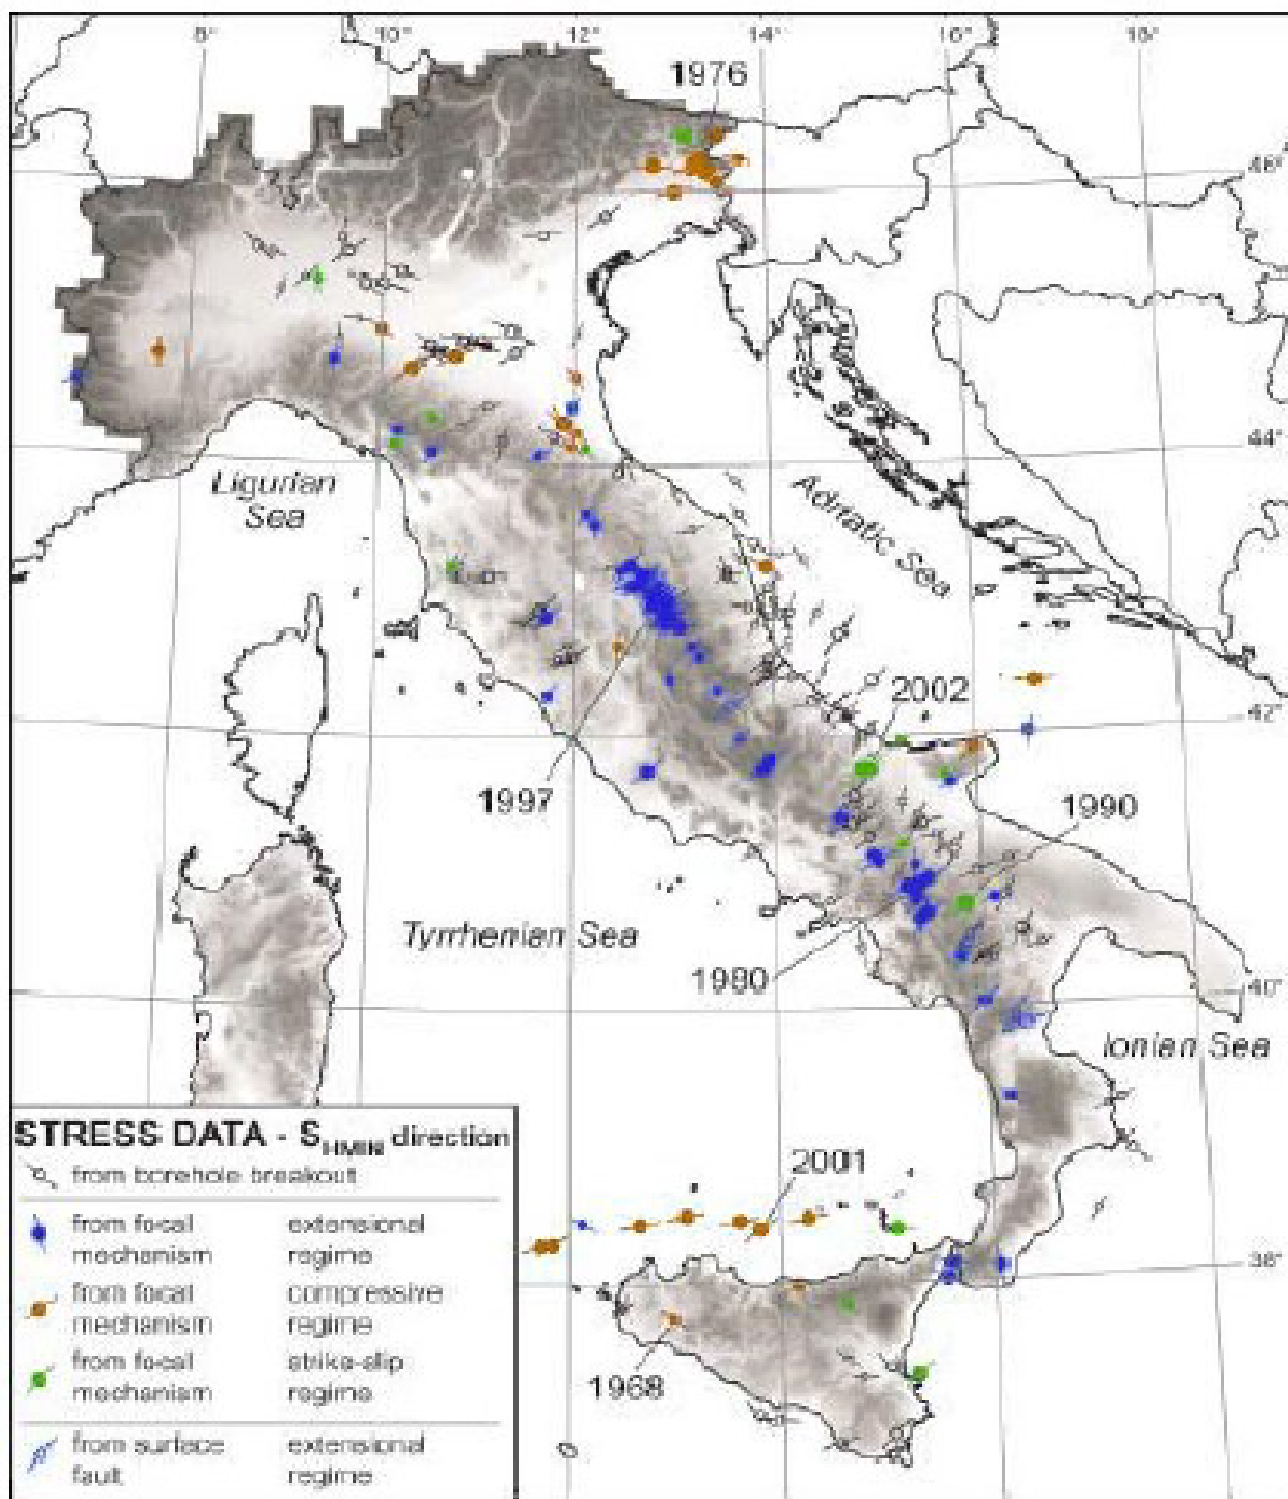 8° 10° 12° 14° 16° 18°
1976
46°
44°
Ligurian
Sea
Adriatic Sea
2002
42°
1997
1990
Tyrrhenian Sea
1980
40°
Ionian Sea
STRESS DATA - SHMIN direction
from borehole breakout
2001
from focal extensional
mechanism regime
38°
from focal compressive
mechanism regime
from focal strike-slip
mechanism regime
1968
from surface extensional
fault regime